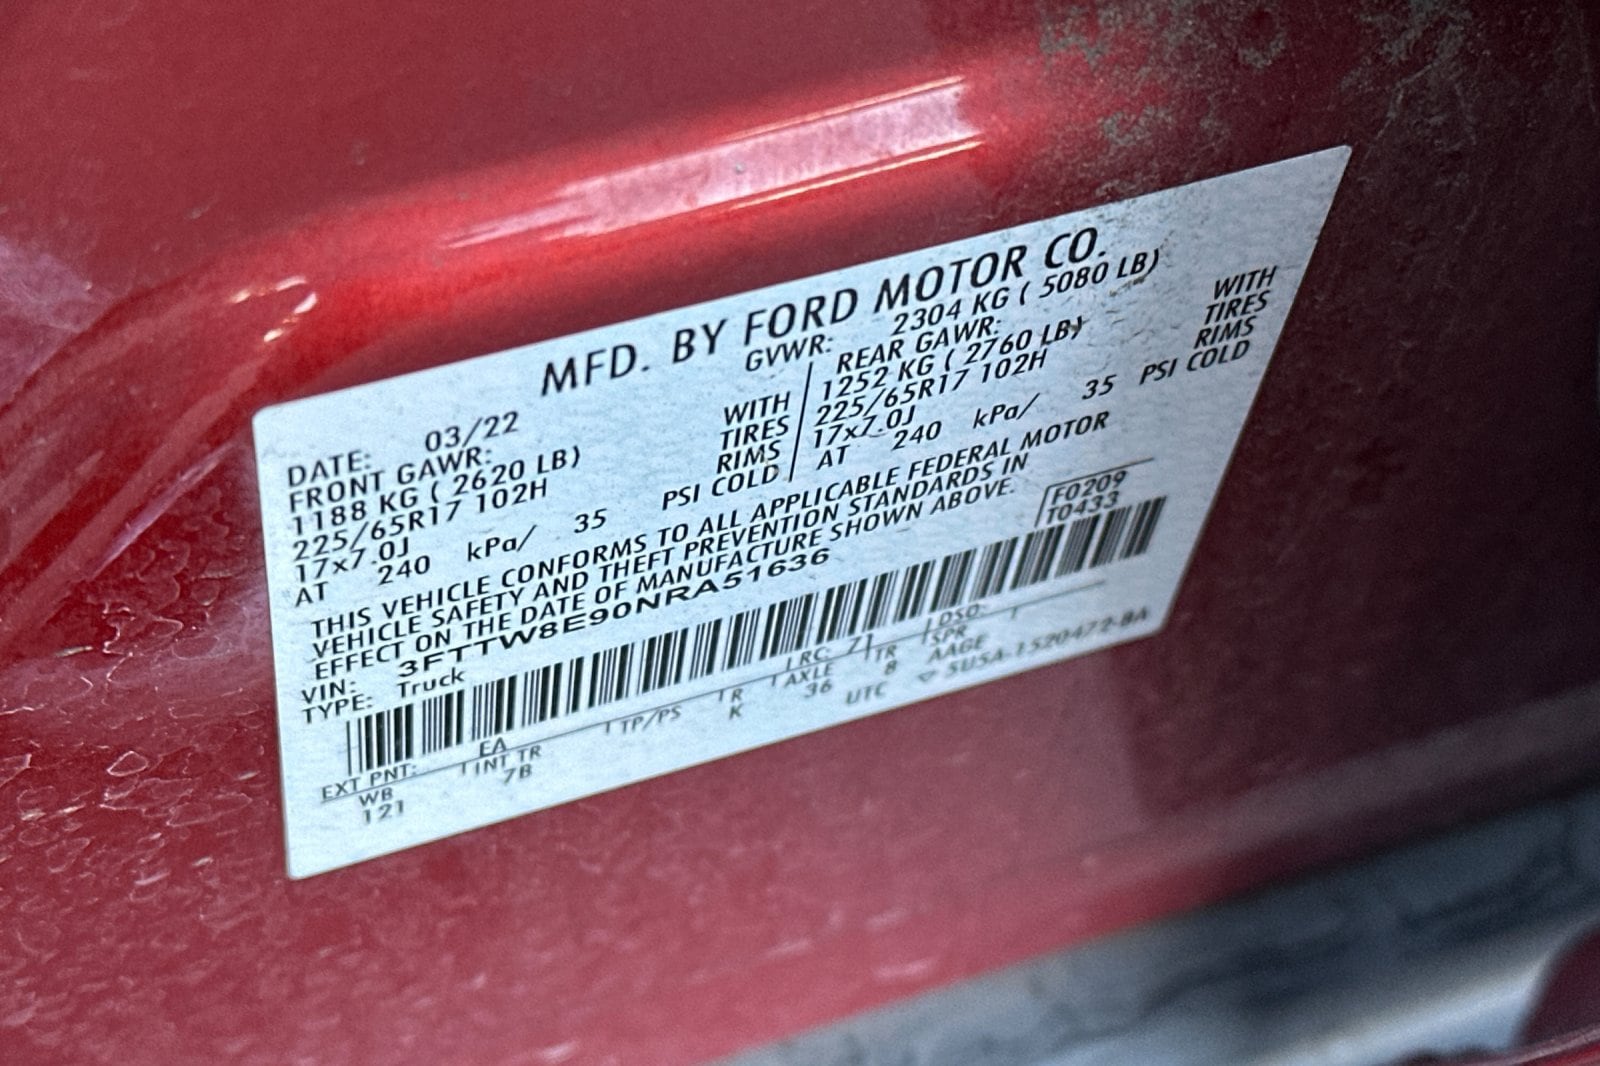 MFD. BY FORD MOTOR CO.
DATE: 03/22 GVWR: 2304 KG ( 5080 LB)
FRONT GAWR: REAR GAWR:
1188 KG ( 2620 LB) WITH 1252 KG ( 2760 LB) WITH
225/65R17 102H TIRES 225/65R17 102H TIRES
17x7.0J RIMS 17x7.0J RIMS
AT 240 kPa/ 35 PSI COLD AT 240 kPa/ 35 PSI COLD
THIS VEHICLE CONFORMS TO ALL APPLICABLE FEDERAL MOTOR
VEHICLE SAFETY AND THEFT PREVENTION STANDARDS IN
EFFECT ON THE DATE OF MANUFACTURE SHOWN ABOVE.
VIN: 3FTTW8E90NRA51636 F0209
TYPE: Truck T0433
EXT PNT: EA RC: 71 DSO:
WB INT TR TP/PS R AXLE TR SPR
121 7B K 36 8 AAGE
UTC ▽ 5U5A-1520472-BA